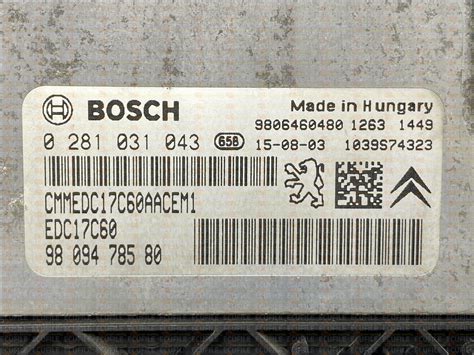 BOSCH
Made in Hungary
9806460480 1263 1449
0 281 031 043 658 15-08-03 1039S74323
CMMEDC17C60AACEM1
EDC17C60
98 094 785 80